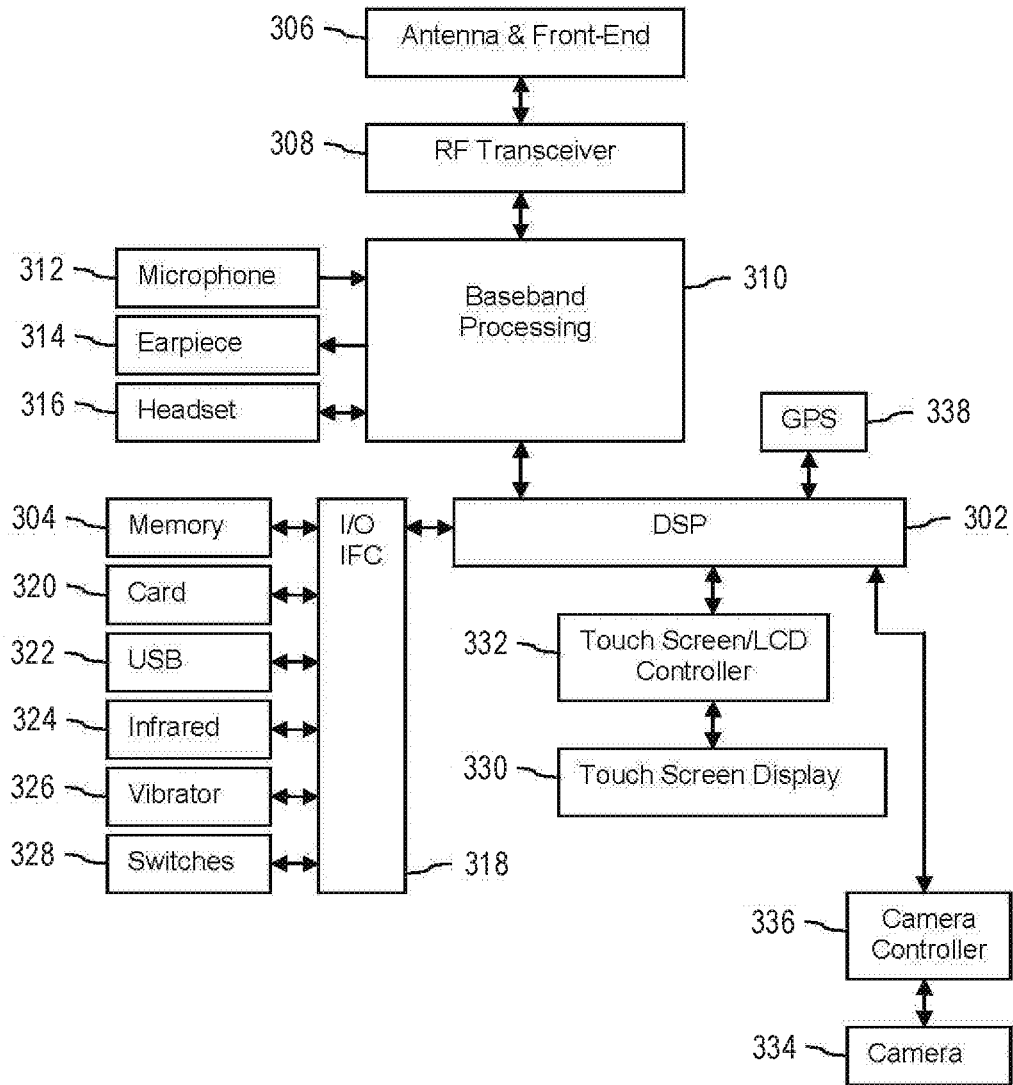 306
Antenna & Front-End
308
RF Transceiver
312
Microphone
Baseband
Processing
310
314
Earpiece
316
Headset
GPS
338
304
Memory
I/O
IFC
DSP
302
320
Card
322
USB
332
Touch Screen/LCD
Controller
324
Infrared
330
Touch Screen Display
326
Vibrator
328
Switches
318
336
Camera
Controller
334
Camera